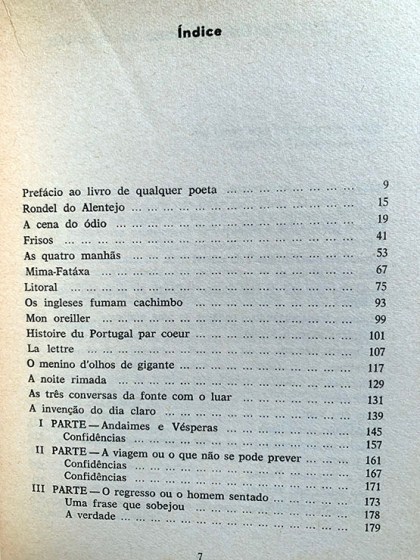 Índice
Prefácio ao livro de qualquer poeta ... ... ... ... ... ... ... 9
Rondel do Alentejo ... ... ... ... ... ... ... ... ... ... ... 15
A cena do ódio ... ... ... ... ... ... ... ... ... ... ... ... 19
Frisos ... ... ... ... ... ... ... ... ... ... ... ... ... ... 41
As quatro manhãs ... ... ... ... ... ... ... ... ... ... ... 53
Mima-Fatáxa ... ... ... ... ... ... ... ... ... ... ... ... 67
Litoral ... ... ... ... ... ... ... ... ... ... ... ... ... ... 75
Os ingleses fumam cachimbo ... ... ... ... ... ... ... ... 93
Mon oreiller ... ... ... ... ... ... ... ... ... ... ... ... 99
Histoire du Portugal par coeur ... ... ... ... ... ... ... ... 101
La lettre ... ... ... ... ... ... ... ... ... ... ... ... ... 107
O menino d'olhos de gigante ... ... ... ... ... ... ... ... 117
A noite rimada ... ... ... ... ... ... ... ... ... ... ... ... 129
As três conversas da fonte com o luar ... ... ... ... ... ... 131
A invenção do dia claro ... ... ... ... ... ... ... ... ... ... 139
I PARTE — Andaimes e Vésperas ... ... ... ... ... ... 145
Confidências ... ... ... ... ... ... ... ... ... ... 157
II PARTE — A viagem ou o que não se pode prever ... ... 161
Confidências ... ... ... ... ... ... ... ... ... ... 167
Confidências ... ... ... ... ... ... ... ... ... ... 171
III PARTE — O regresso ou o homem sentado ... ... ... ... 173
Uma frase que sobejou ... ... ... ... ... ... ... 178
A verdade ... ... ... ... ... ... ... ... ... ... ... 179
7